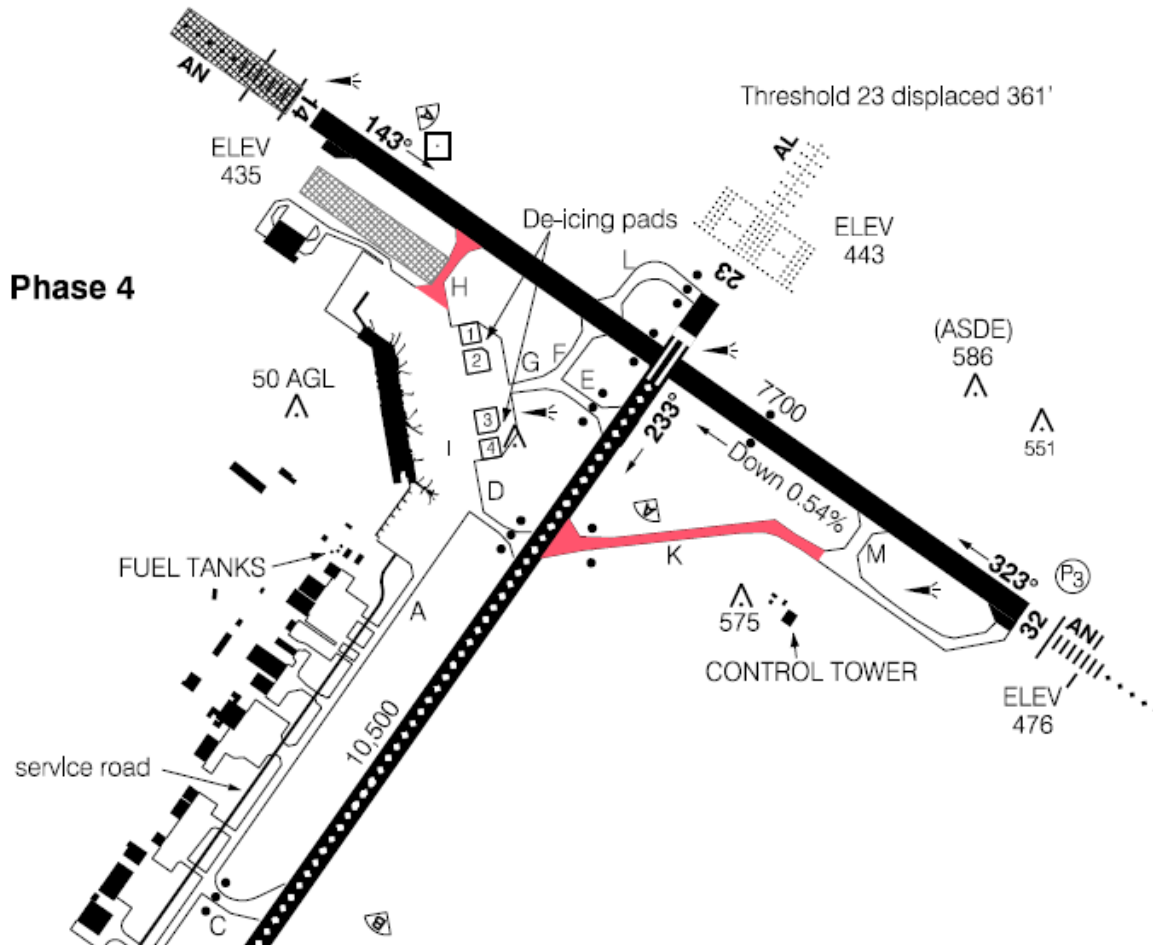 AN
14
143°
A
Threshold 23 displaced 361'
AL
ELEV
435
De-icing pads
ELEV
443
L
23
Phase 4
H
1
2
G
F
E
(ASDE)
586
50 AGL
7700
551
3
4
233°
I
D
Down 0.54%
A
K
M
FUEL TANKS
323°
P3
A
575
32
AN
CONTROL TOWER
ELEV
476
10,500
service road
C
B